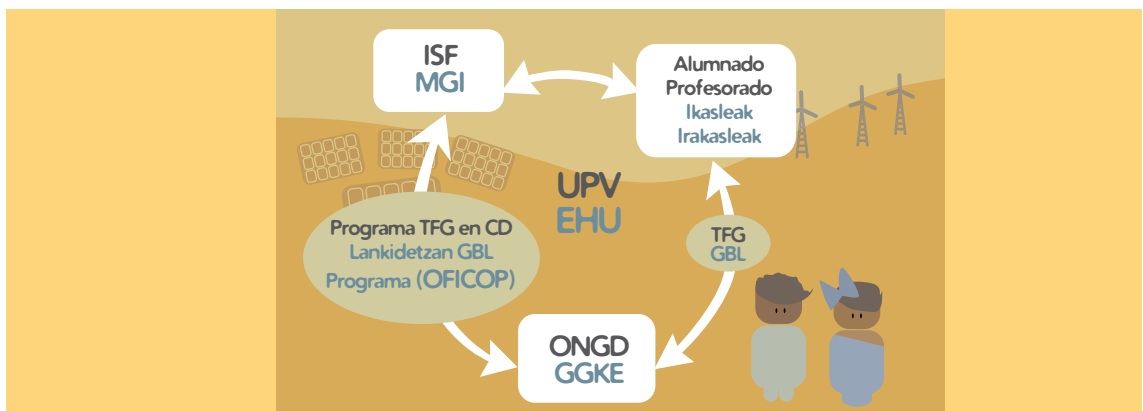 ISF
MGI
Alumnado
Profesorado
Ikasleak
Irakasleak
UPV
EHU
Programa TFG en CD
Lankidetzan GBL
Programa (OFICOP)
TFG
GBL
ONGD
GGKE